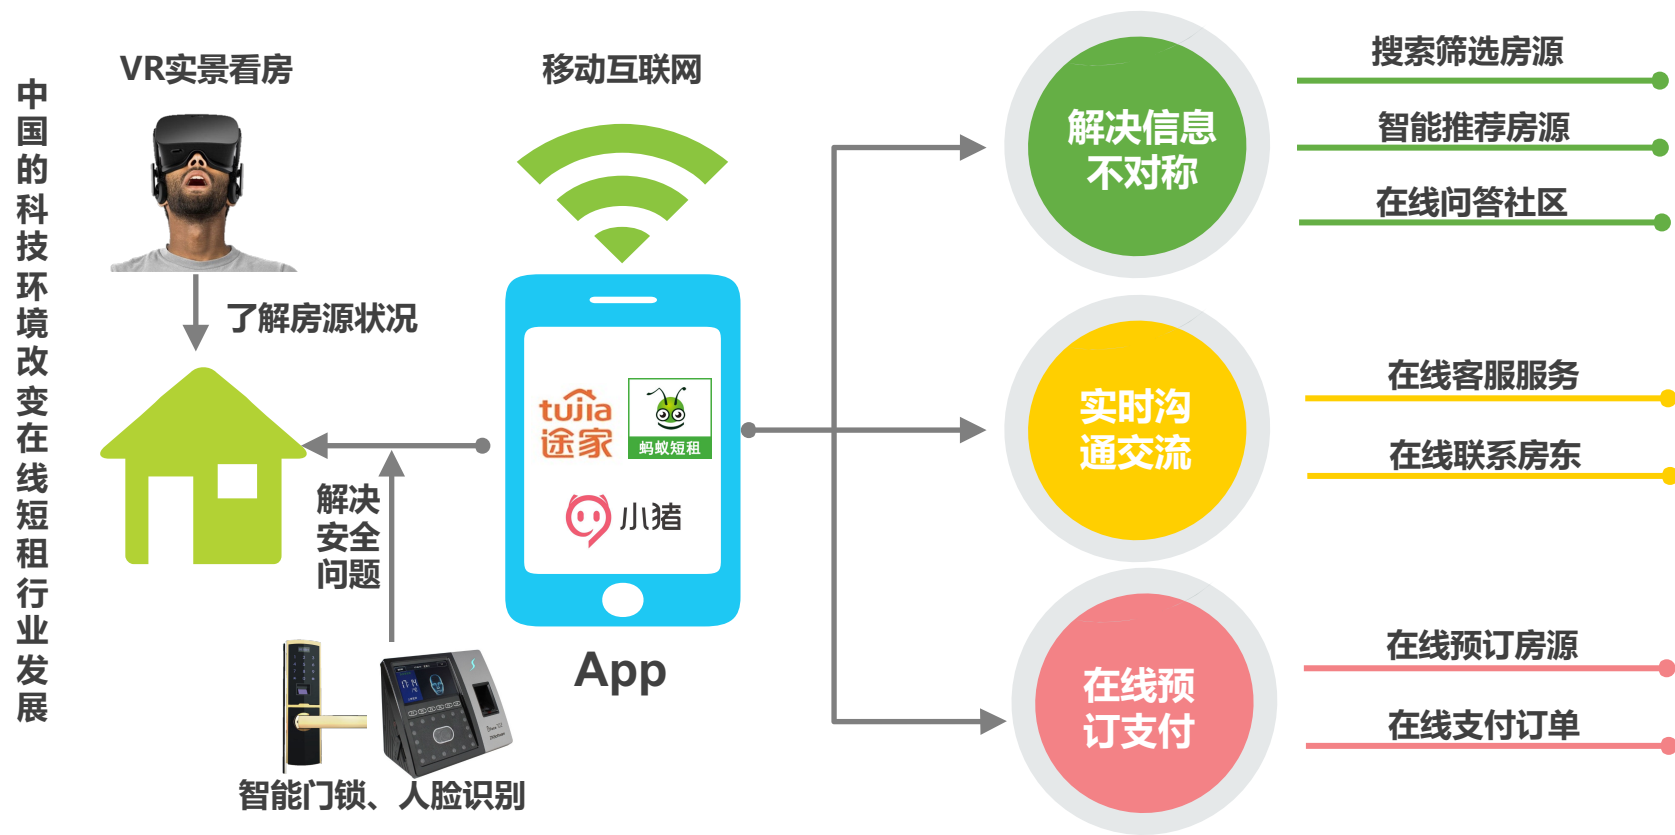 中国的科技环境改变在线短租行业发展
VR实景看房
移动互联网
了解房源状况
解决
安全
问题
智能门锁、人脸识别
tujia
途家
蚂蚁短租
小猪
App
解决信息
不对称
搜索筛选房源
智能推荐房源
在线问答社区
实时沟
通交流
在线客服服务
在线联系房东
在线预
订支付
在线预订房源
在线支付订单